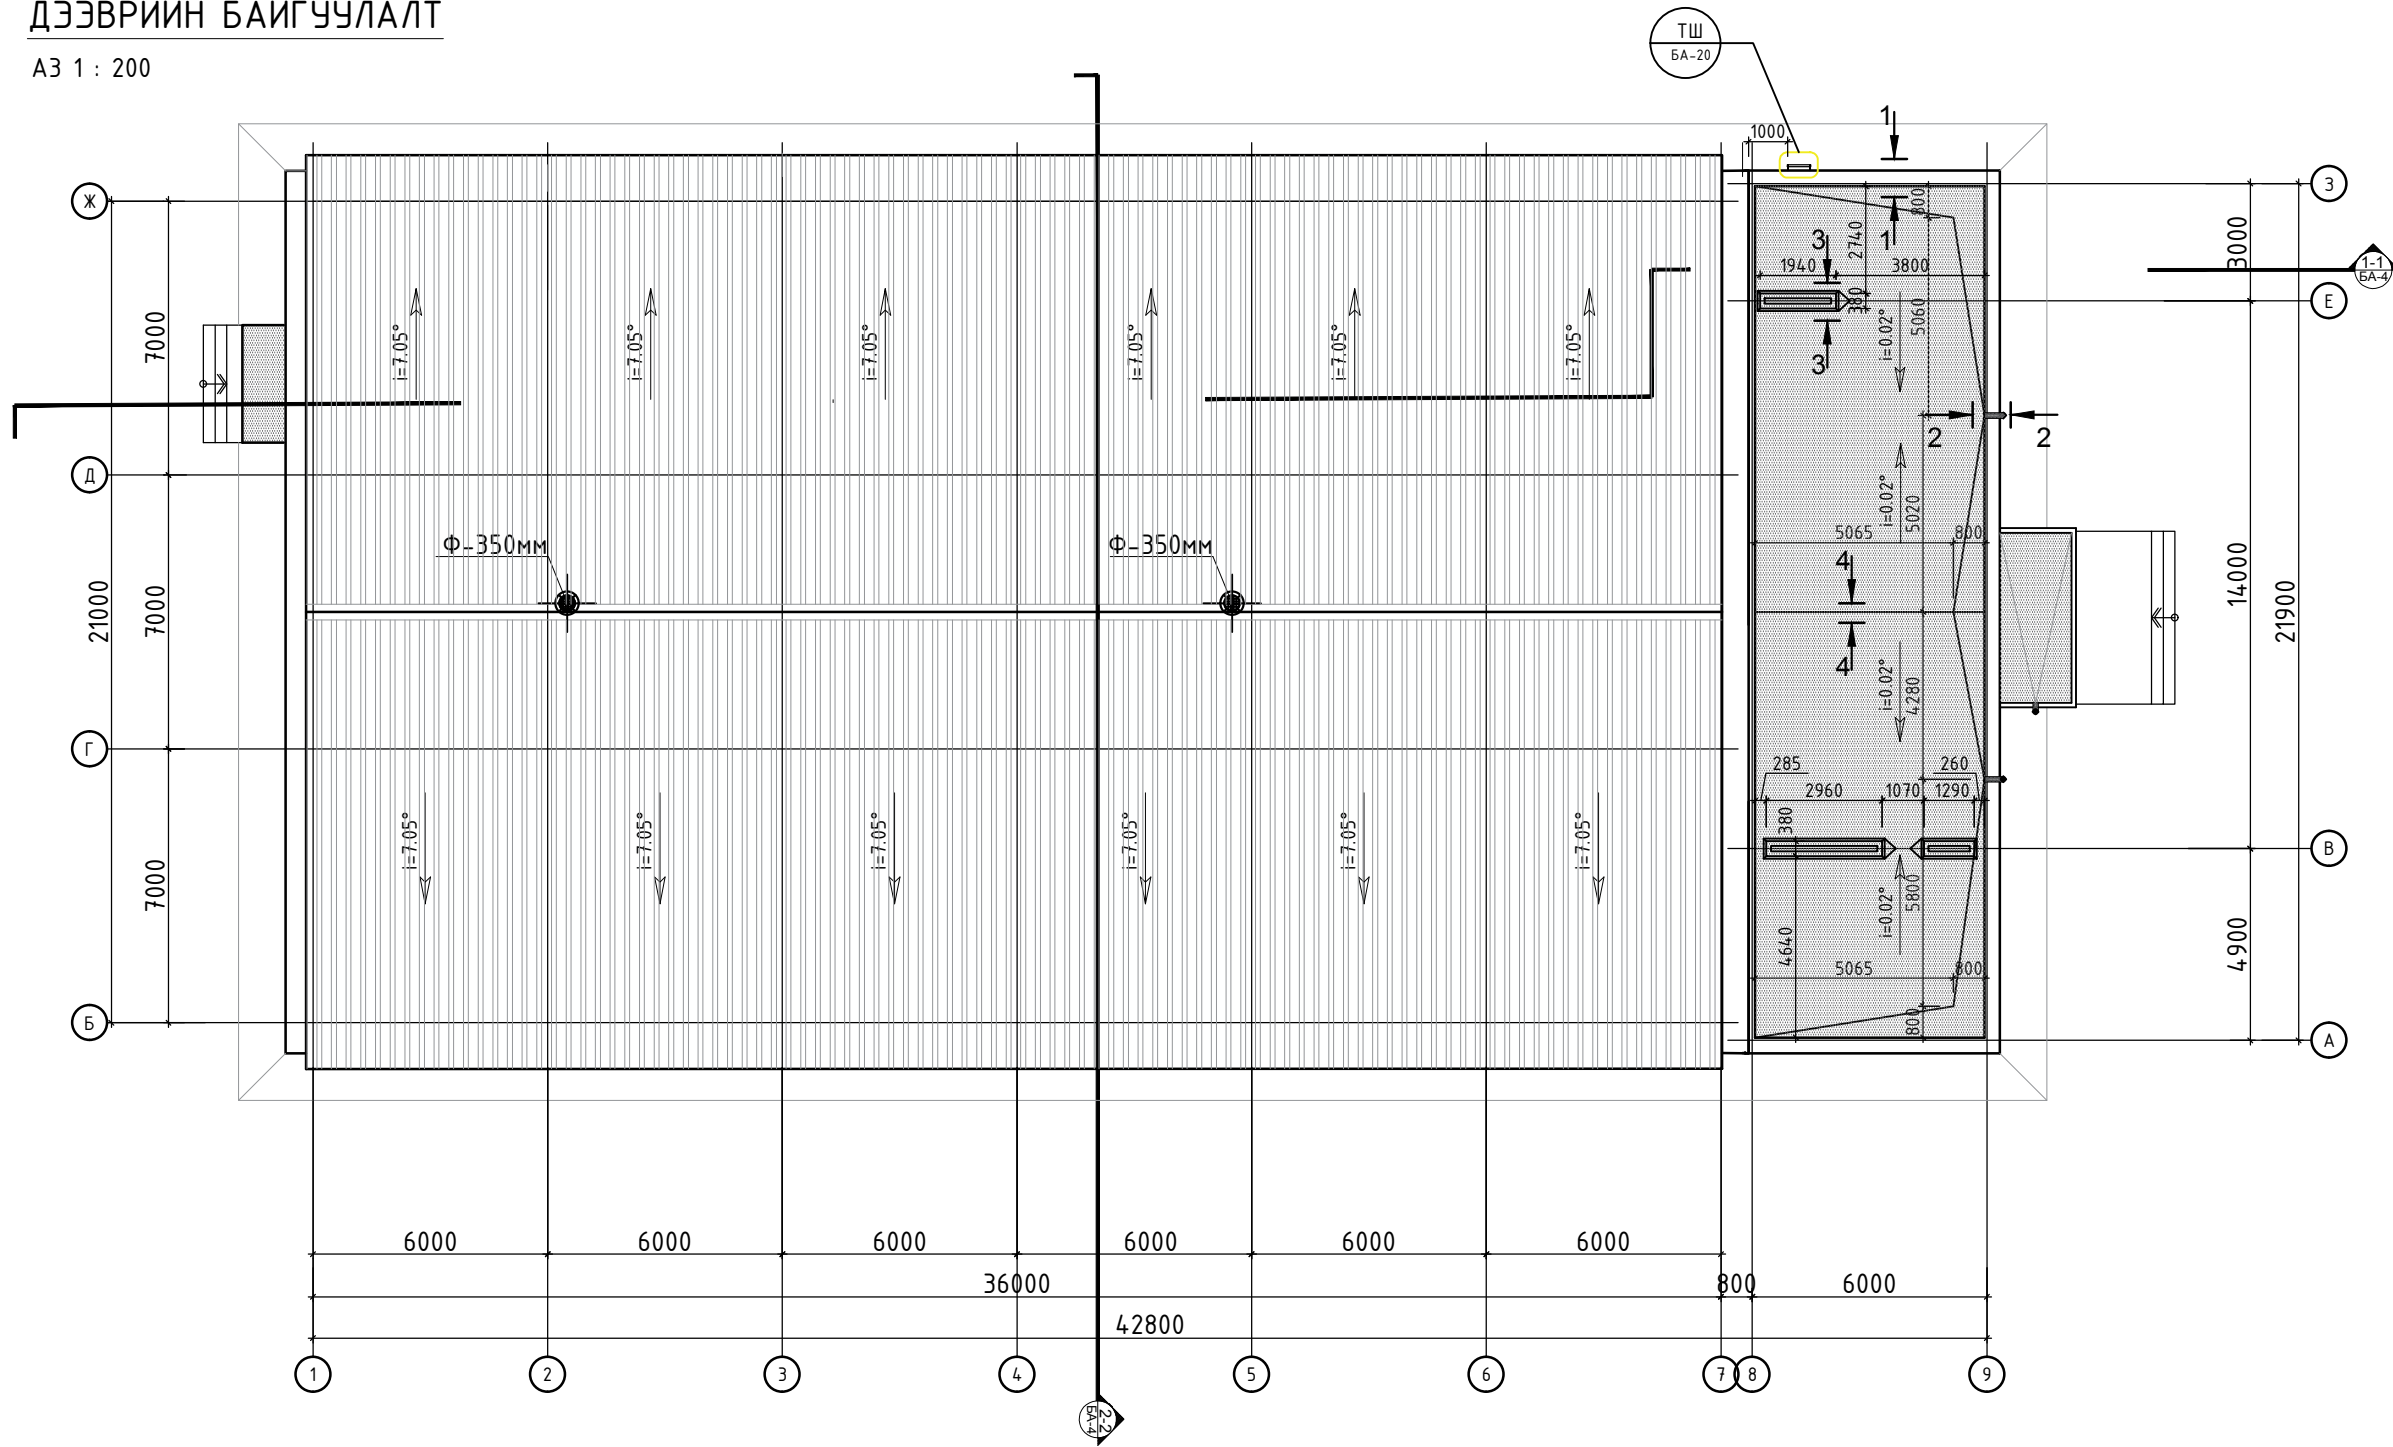 ДЭЭВРИЙН БАЙГУУЛАЛТ
А3 1 : 200
ТШ
БА-20
1000
1
1
Ж
З
800
2740
3000
3
1940
3800
1-1
БА-4
380
Е
5060
7000
i=7.05°
i=7.05°
i=7.05°
i=7.05°
i=7.05°
i=7.05°
i=0.02°
3
2
2
Д
i=0.02°
5020
Ф-350мм
Ф-350мм
5065
800
4
14000
21000
7000
21900
4
i=0.02°
4280
Г
285
260
2960
1070
1290
380
i=7.05°
i=7.05°
i=7.05°
i=7.05°
i=7.05°
i=7.05°
В
7000
i=0.02°
5800
4640
4900
5065
800
Б
800
А
6000
6000
6000
6000
6000
6000
36000
800
6000
42800
1
2
3
4
5
6
7
8
9
2-2
БА-4